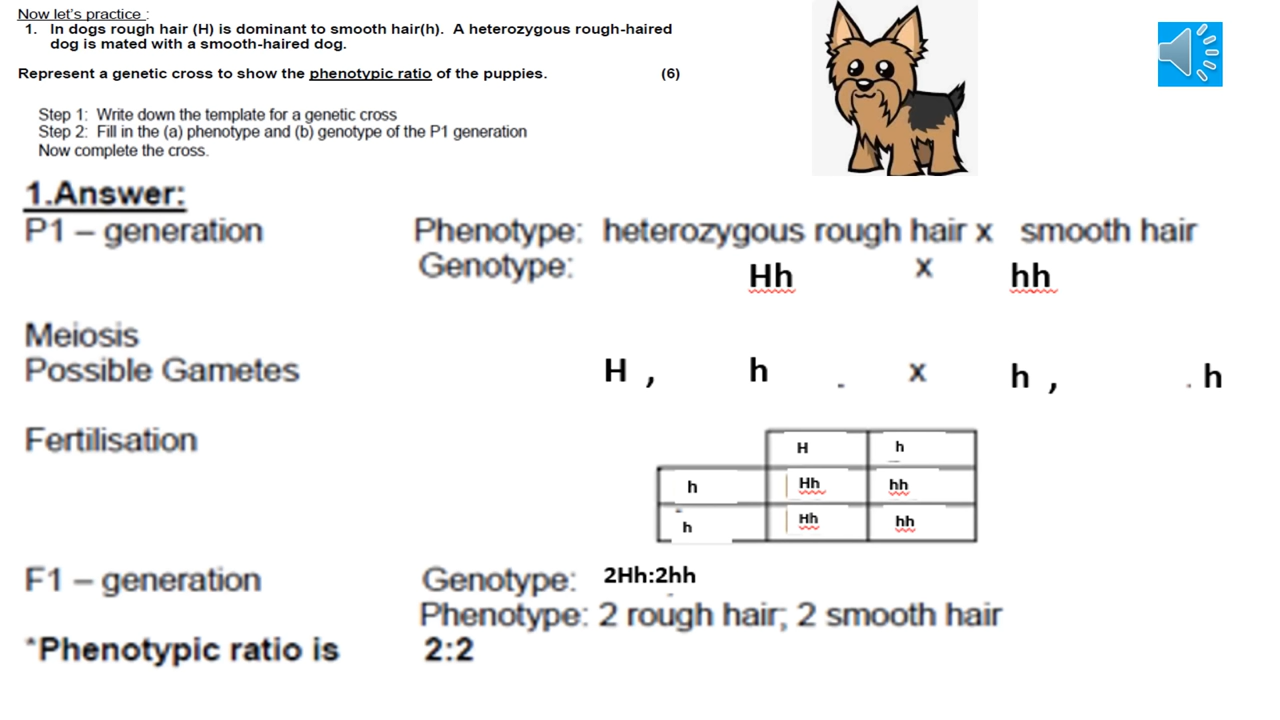 Now let's practice :
1. In dogs rough hair (H) is dominant to smooth hair(h). A heterozygous rough-haired
dog is mated with a smooth-haired dog.
Represent a genetic cross to show the phenotypic ratio of the puppies. (6)
Step 1: Write down the template for a genetic cross
Step 2: Fill in the (a) phenotype and (b) genotype of the P1 generation
Now complete the cross.
1.Answer:
P1 – generation Phenotype: heterozygous rough hair x smooth hair
Genotype: Hh x hh
Meiosis
Possible Gametes H , h x h , h
Fertilisation
H h
h Hh hh
h Hh hh
F1 – generation Genotype: 2Hh:2hh
Phenotype: 2 rough hair; 2 smooth hair
*Phenotypic ratio is 2:2